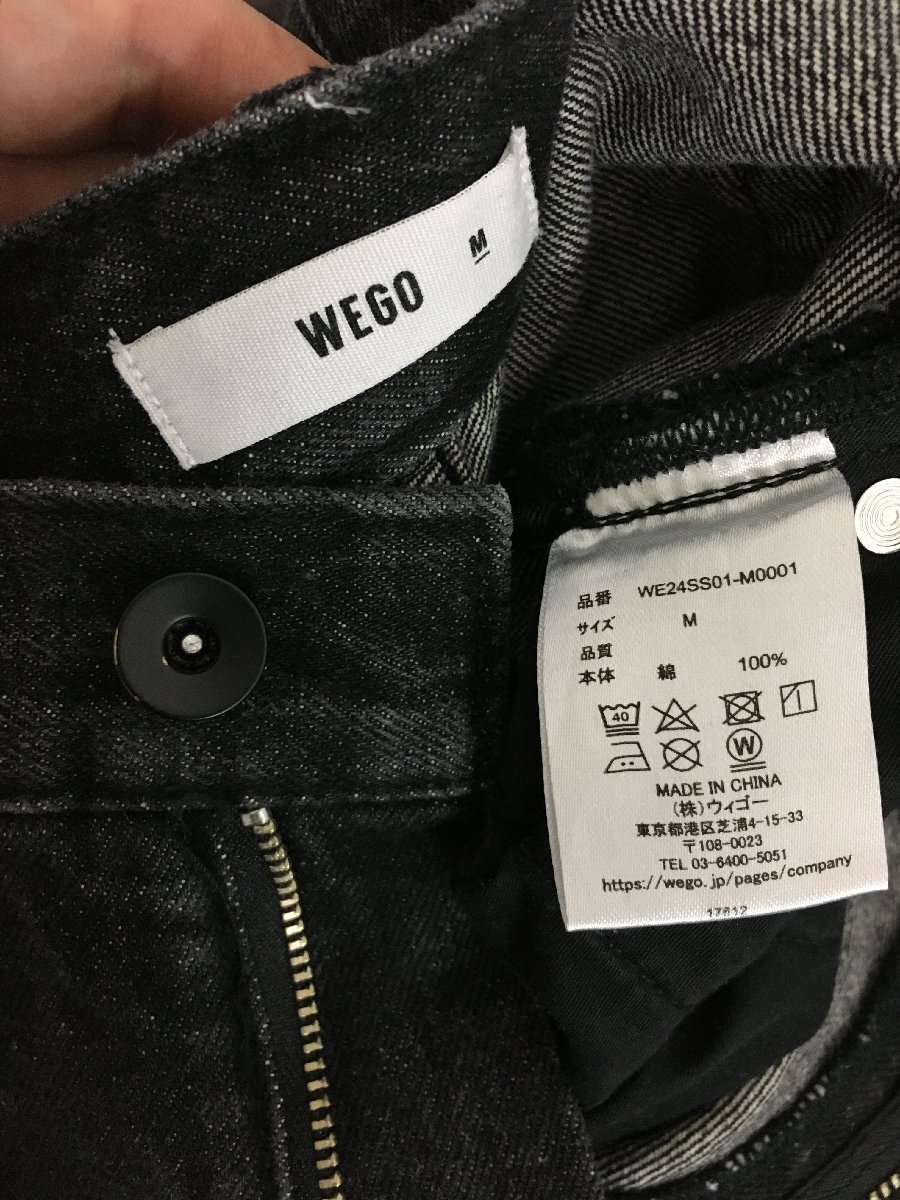 WEGO
M
品番 WE24SS01-M0001
サイズ M
品質
本体 綿 100%
40
W
MADE IN CHINA
(株)ウィゴー
東京都港区芝浦4-15-33
〒108-0023
TEL 03-6400-5051
https://wego.jp/pages/company
17612